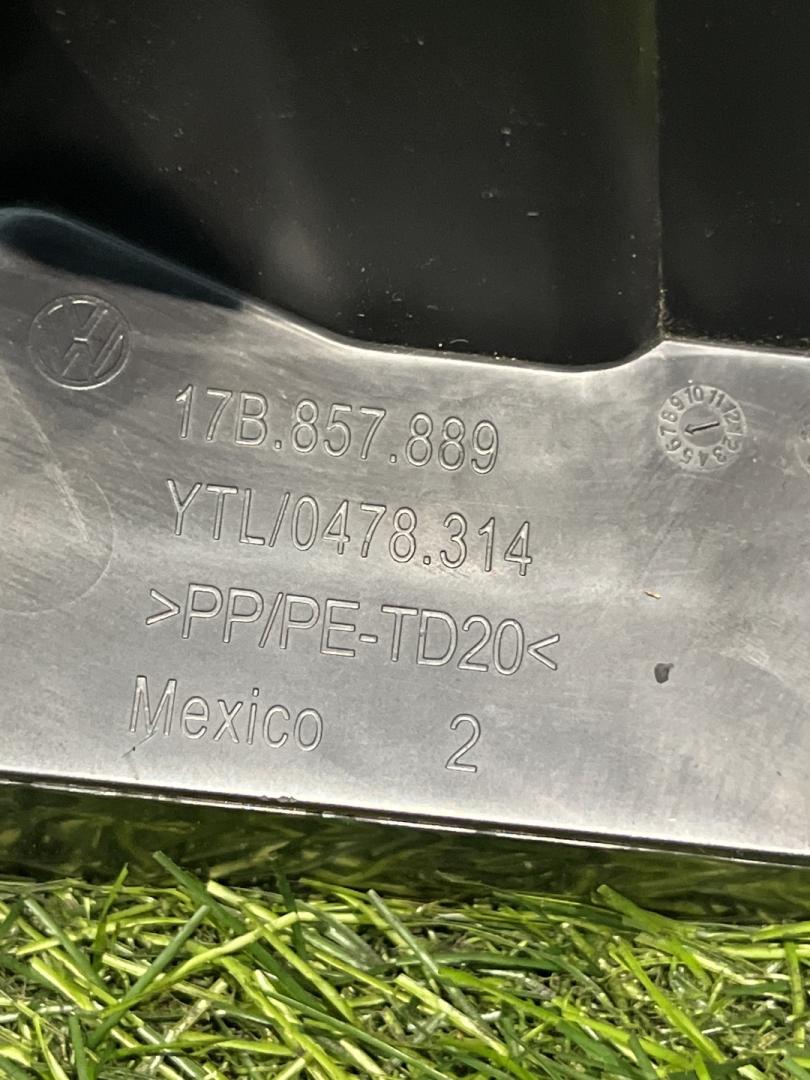 17B.857.889
YTL/0478.314
>PP/PE-TD20<
Mexico 2